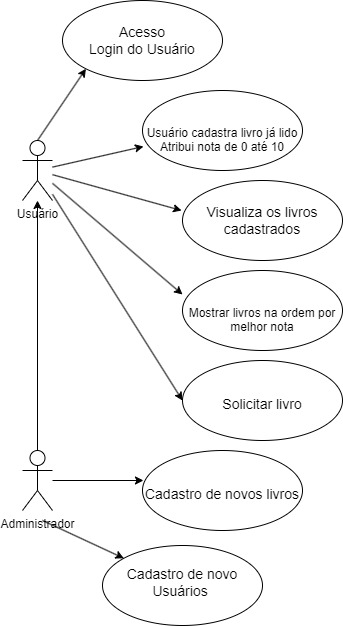 Acesso
Login do Usuário
Usuário cadastra livro já lido
Atribui nota de 0 até 10
Usuário
Visualiza os livros
cadastrados
Mostrar livros na ordem por
melhor nota
Solicitar livro
Cadastro de novos livros
Administrador
Cadastro de novo
Usuários